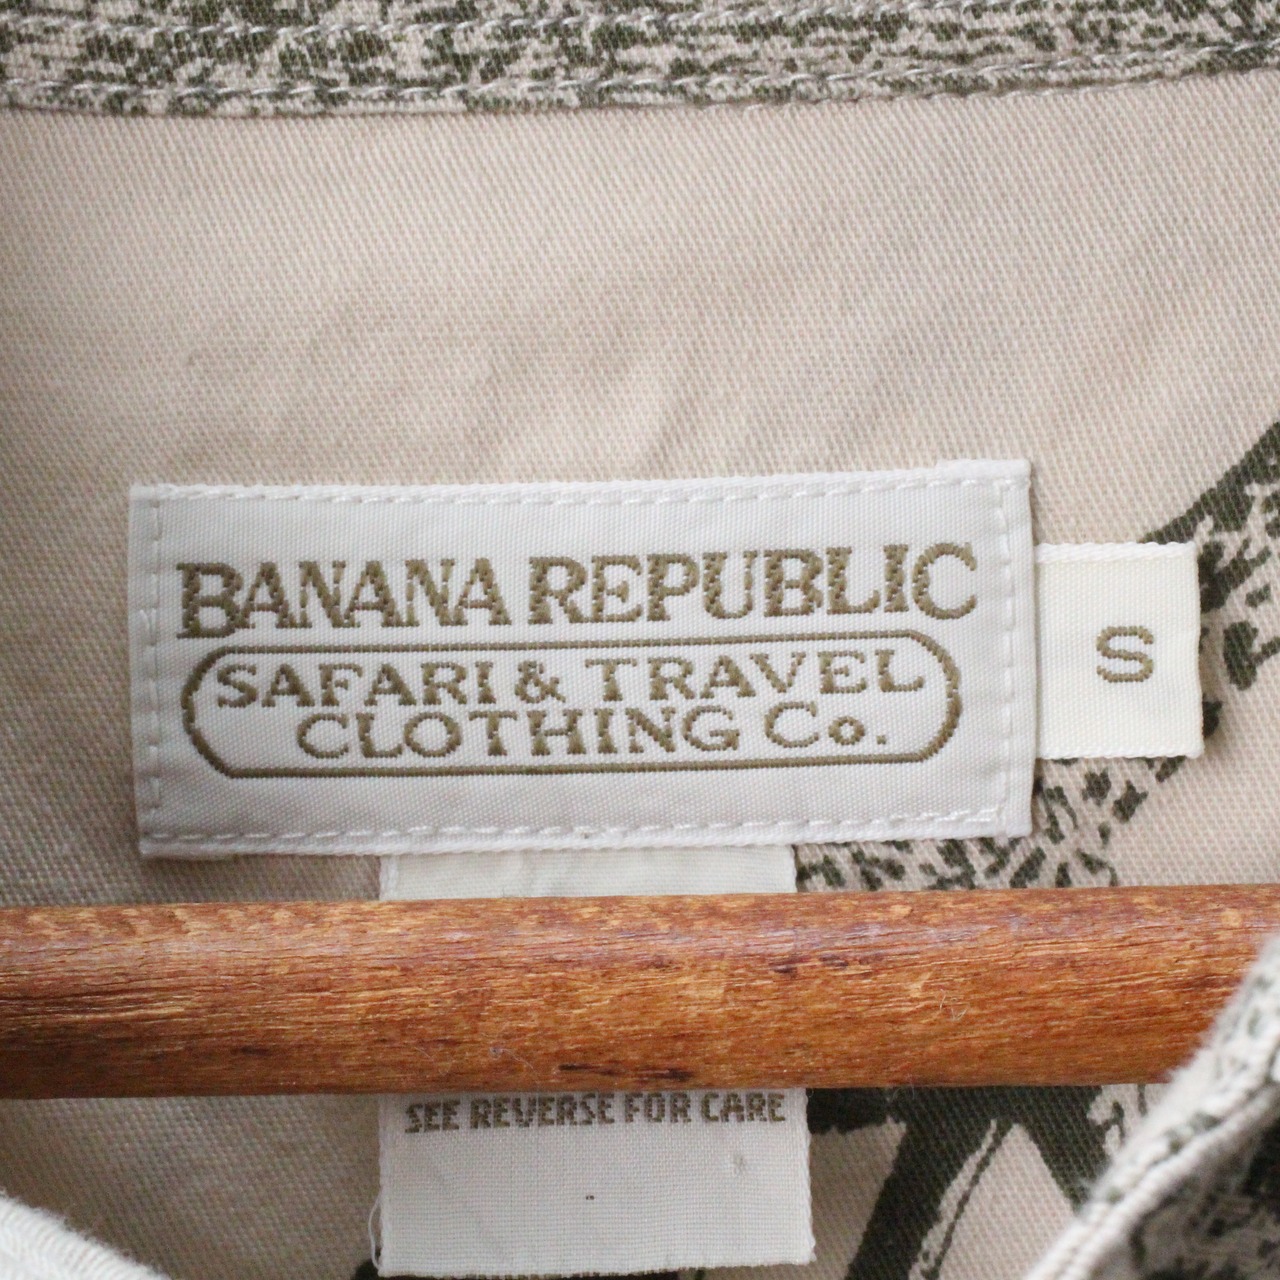 BANANA REPUBLIC
SAFARI & TRAVEL
CLOTHING Co.
S
SEE REVERSE FOR CARE